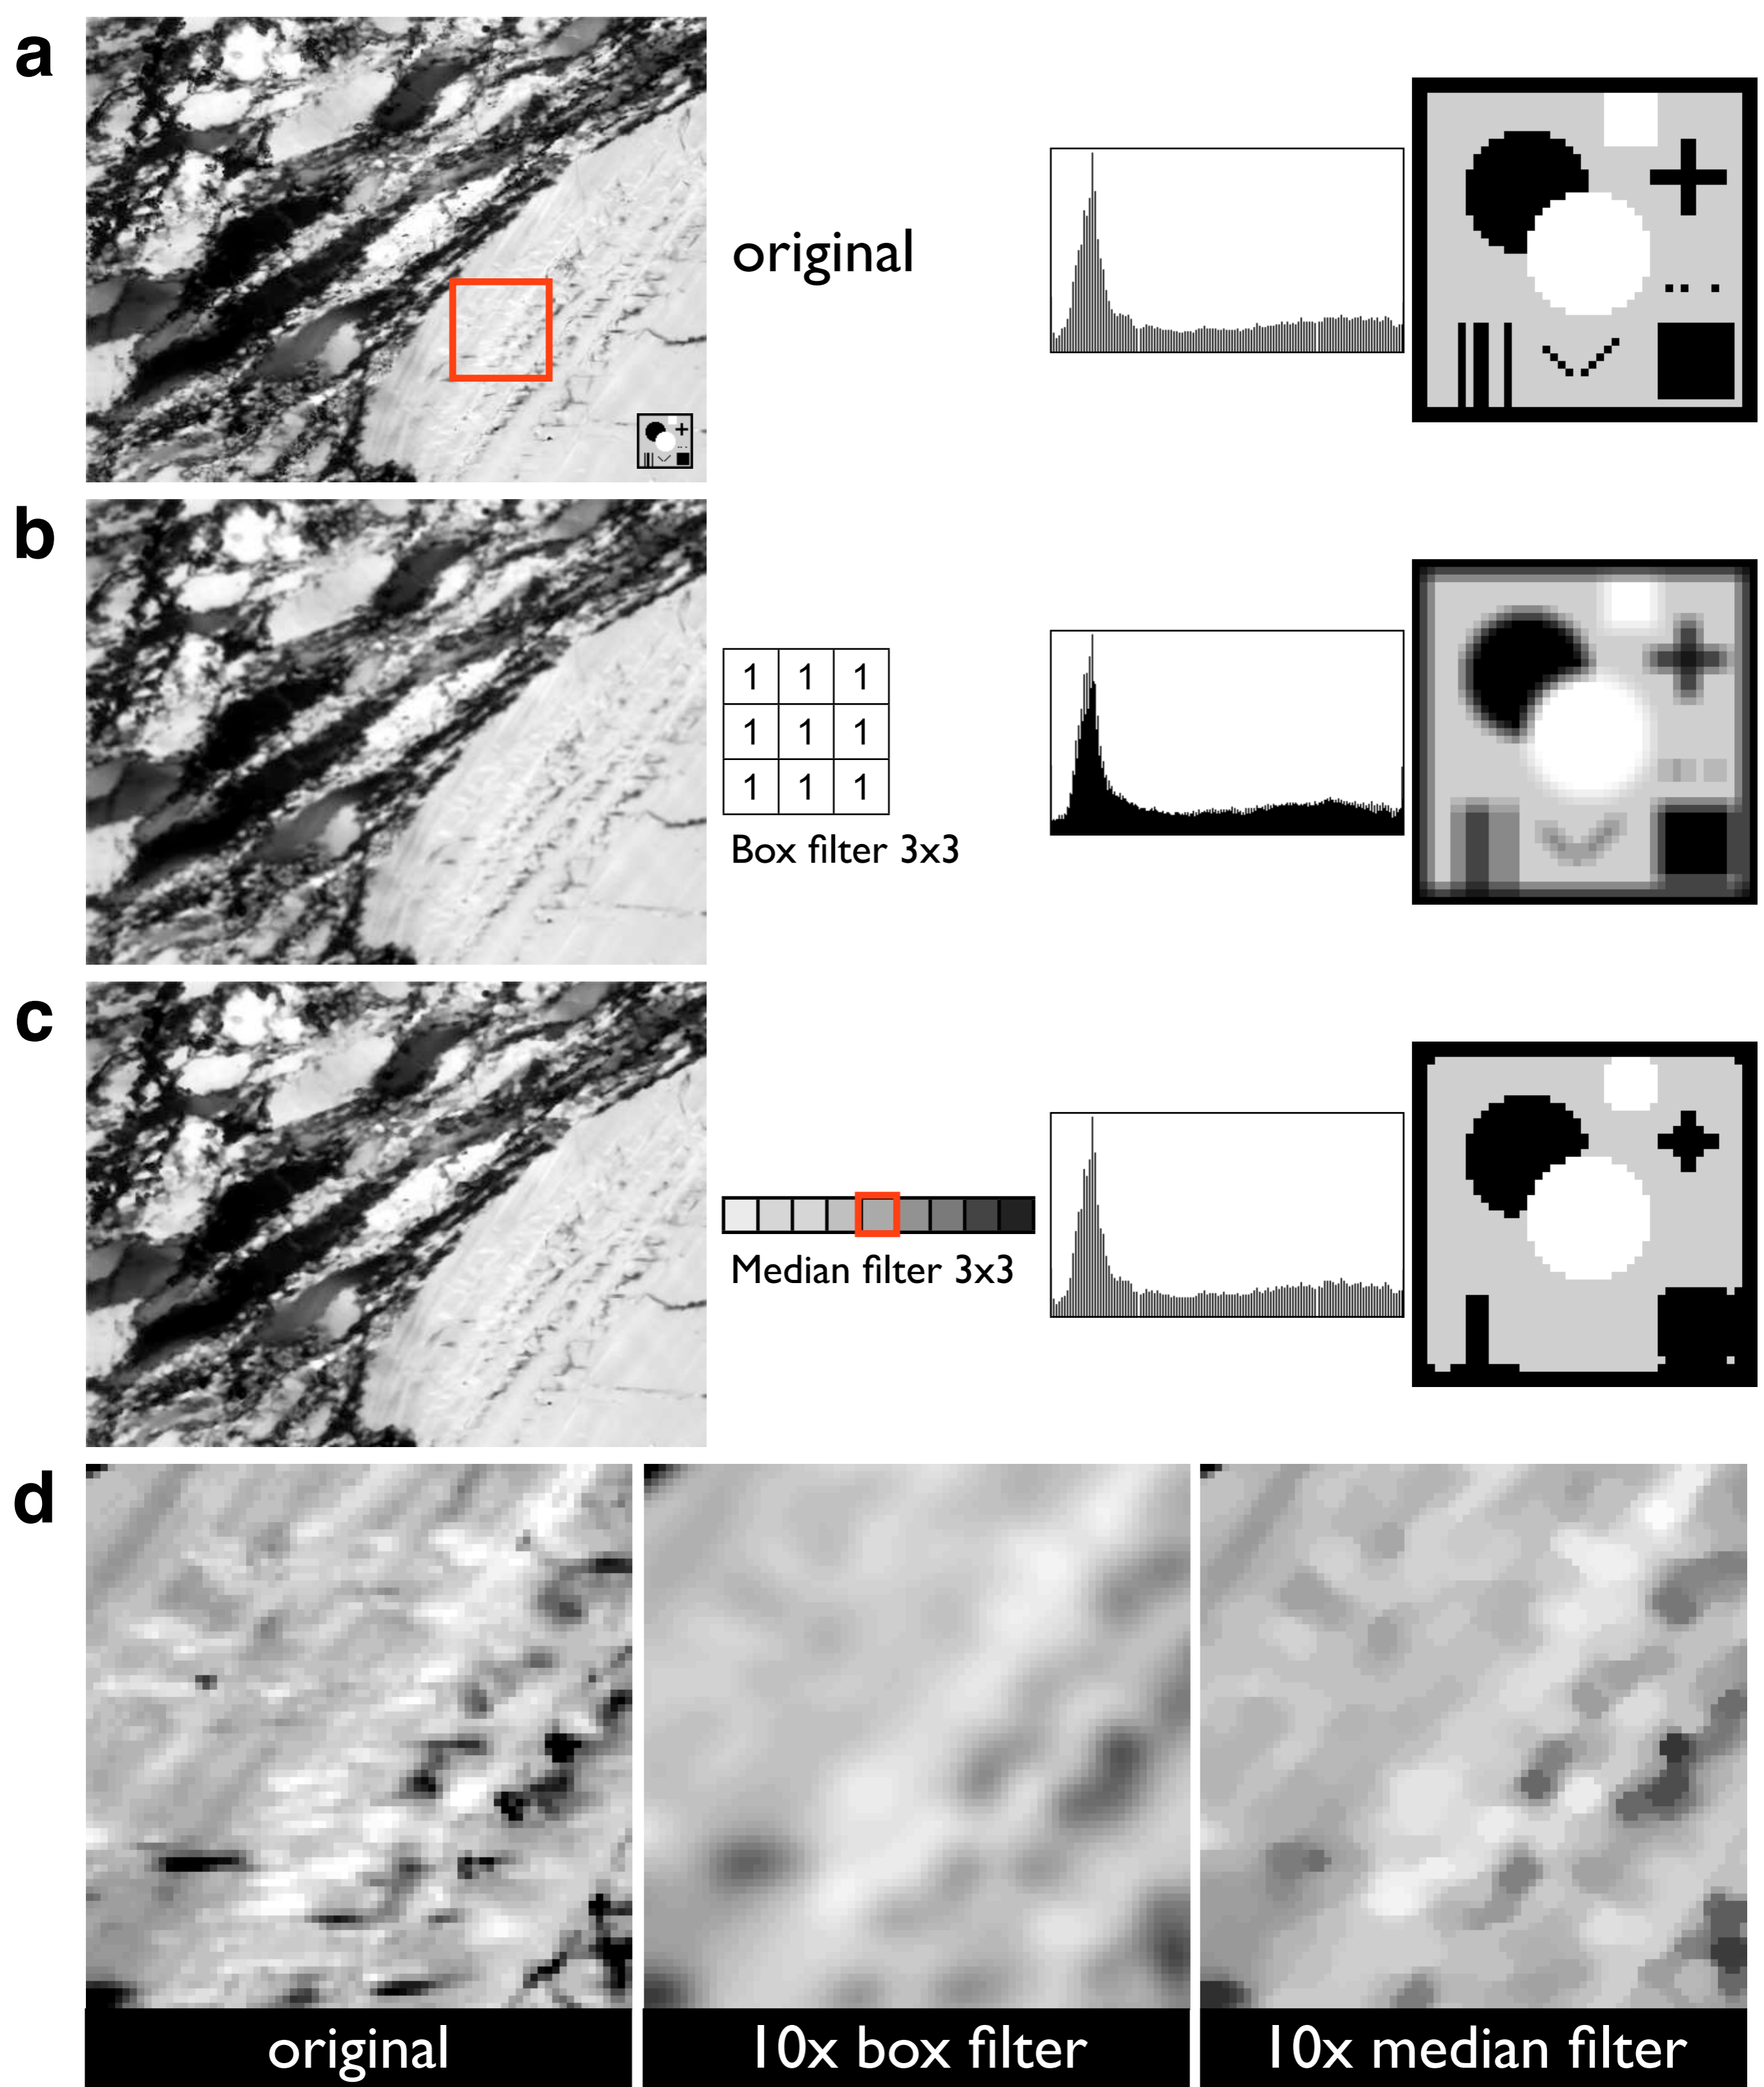 a
original
b
1 1 1
1 1 1
1 1 1
Box filter 3x3
c
Median filter 3x3
d
original
10x box filter
10x median filter